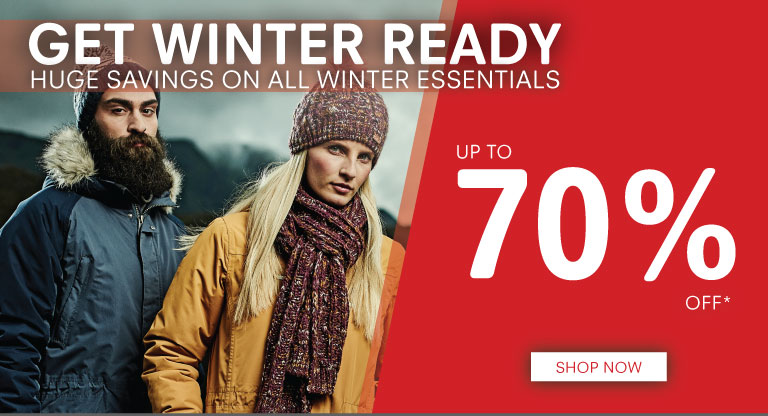 GET WINTER READY
HUGE SAVINGS ON ALL WINTER ESSENTIALS
UP TO
70%
OFF*
SHOP NOW